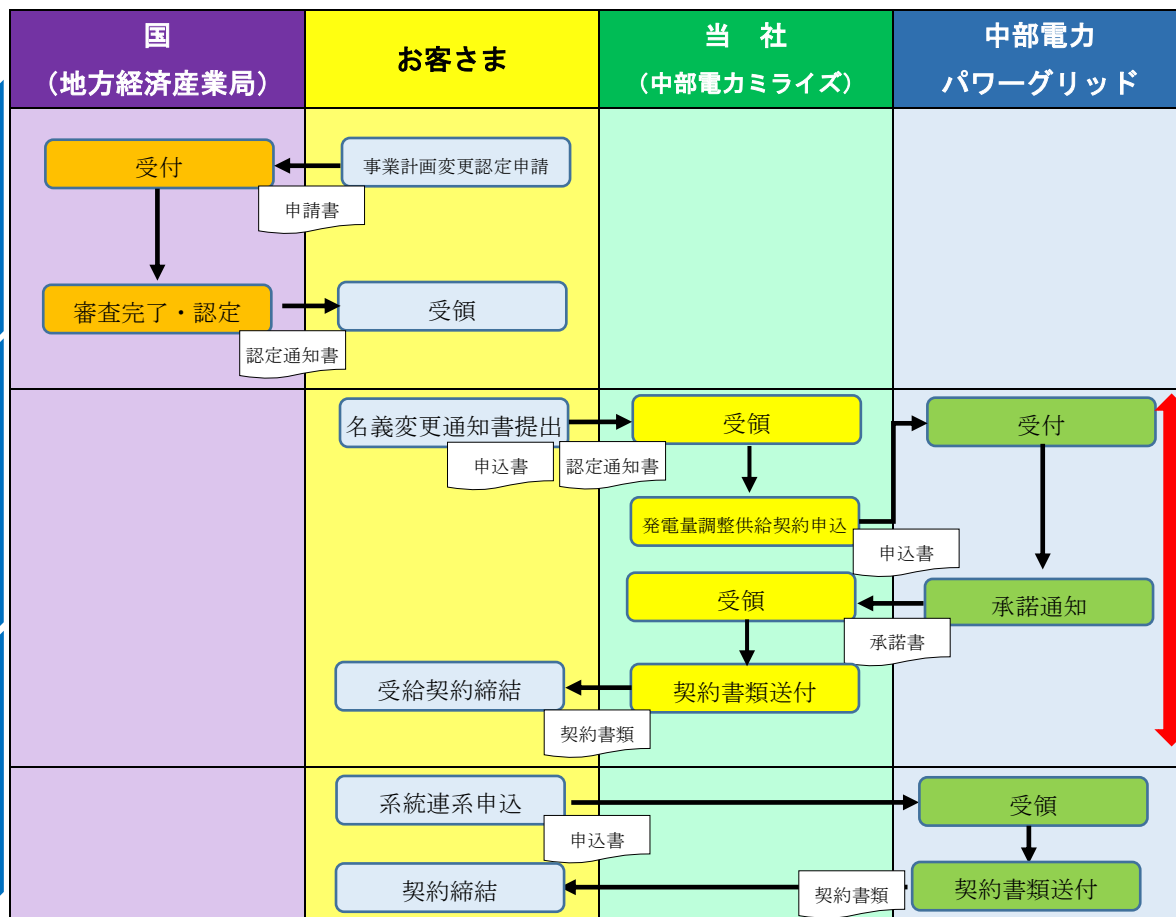 国
（地方経済産業局）
お客さま
当 社
（中部電力ミライズ）
中部電力
パワーグリッド
受付
事業計画変更認定申請
申請書
審査完了・認定
受領
認定通知書
名義変更通知書提出
受領
受付
申込書
認定通知書
発電量調整供給契約申込
申込書
受領
承諾通知
承諾書
受給契約締結
契約書類送付
契約書類
系統連系申込
受領
申込書
契約締結
契約書類
契約書類送付